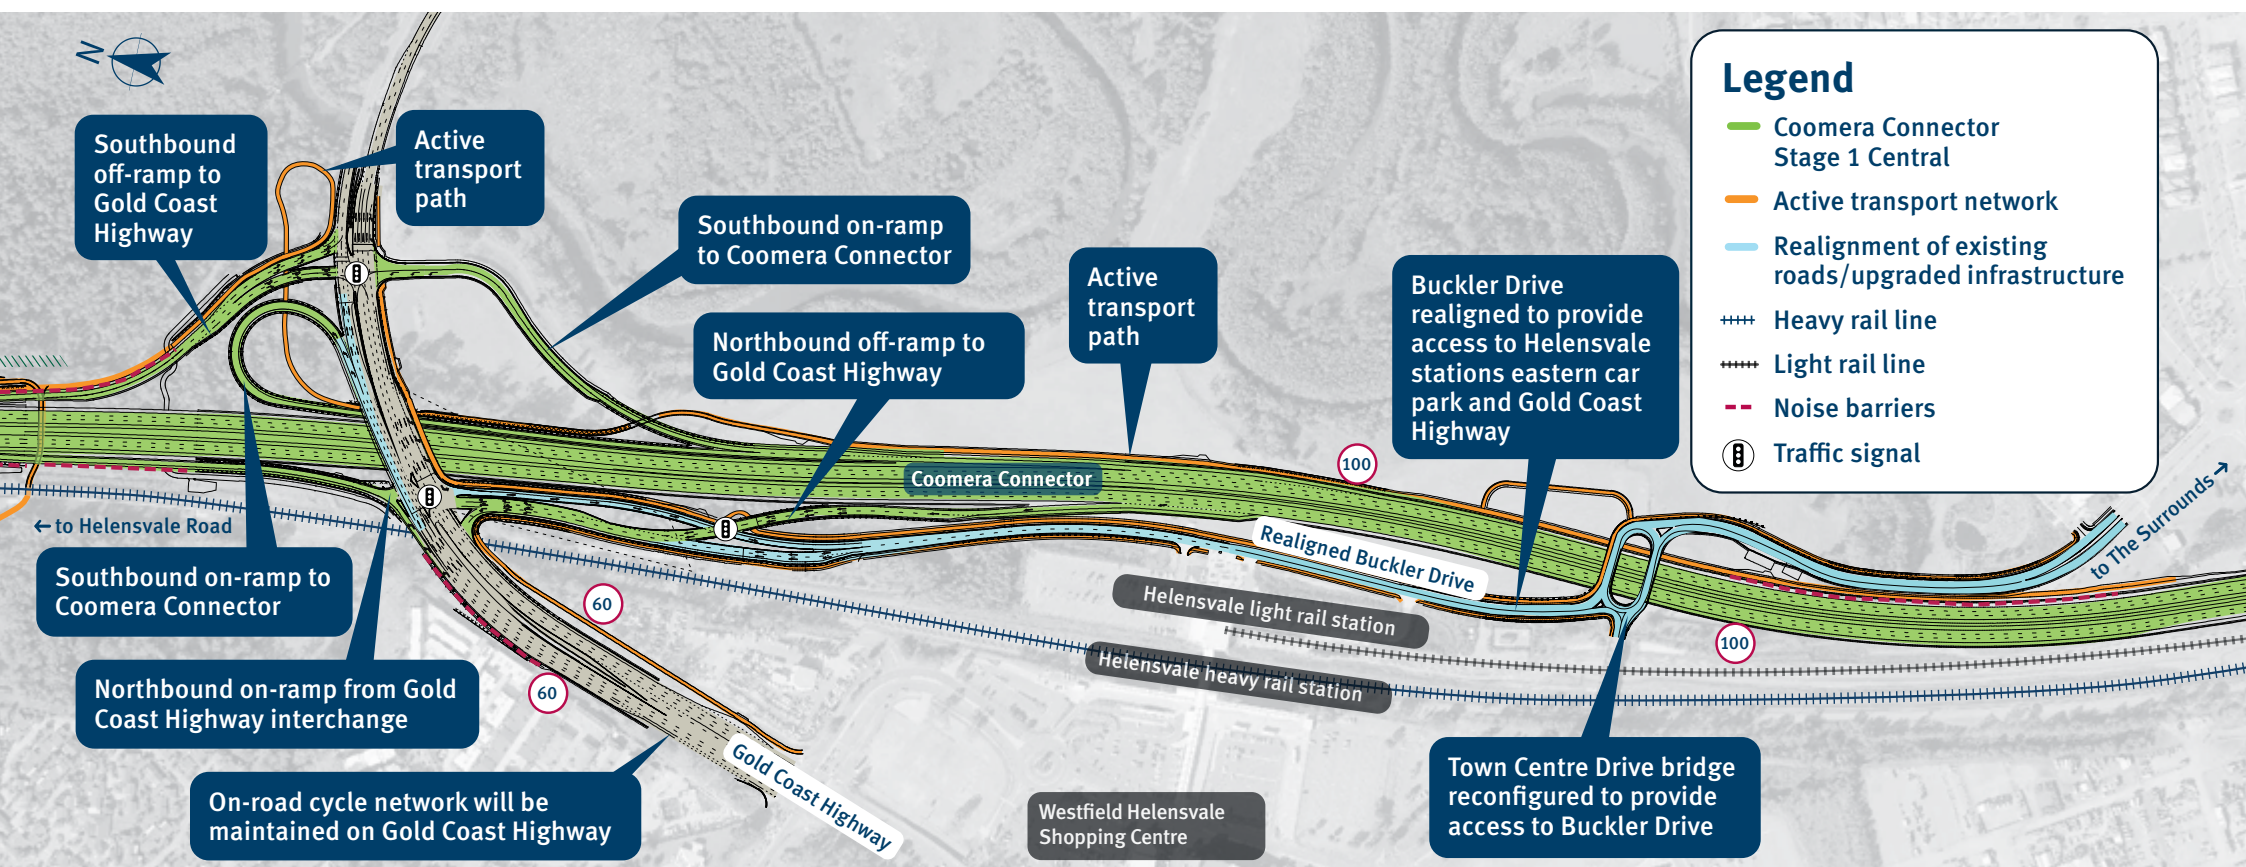 N
Southbound
off-ramp to
Gold Coast
Highway
Active
transport
path
Southbound on-ramp
to Coomera Connector
Northbound off-ramp to
Gold Coast Highway
Active
transport
path
Buckler Drive
realigned to provide
access to Helensvale
stations eastern car
park and Gold Coast
Highway
Legend
Coomera Connector
Stage 1 Central
Active transport network
Realignment of existing
roads/upgraded infrastructure
Heavy rail line
Light rail line
Noise barriers
Traffic signal
Coomera Connector
100
← to Helensvale Road
to The Surrounds →
Realigned Buckler Drive
Southbound on-ramp to
Coomera Connector
60
Helensvale light rail station
100
Helensvale heavy rail station
Northbound on-ramp from Gold
Coast Highway interchange
60
Gold Coast Highway
On-road cycle network will be
maintained on Gold Coast Highway
Westfield Helensvale
Shopping Centre
Town Centre Drive bridge
reconfigured to provide
access to Buckler Drive